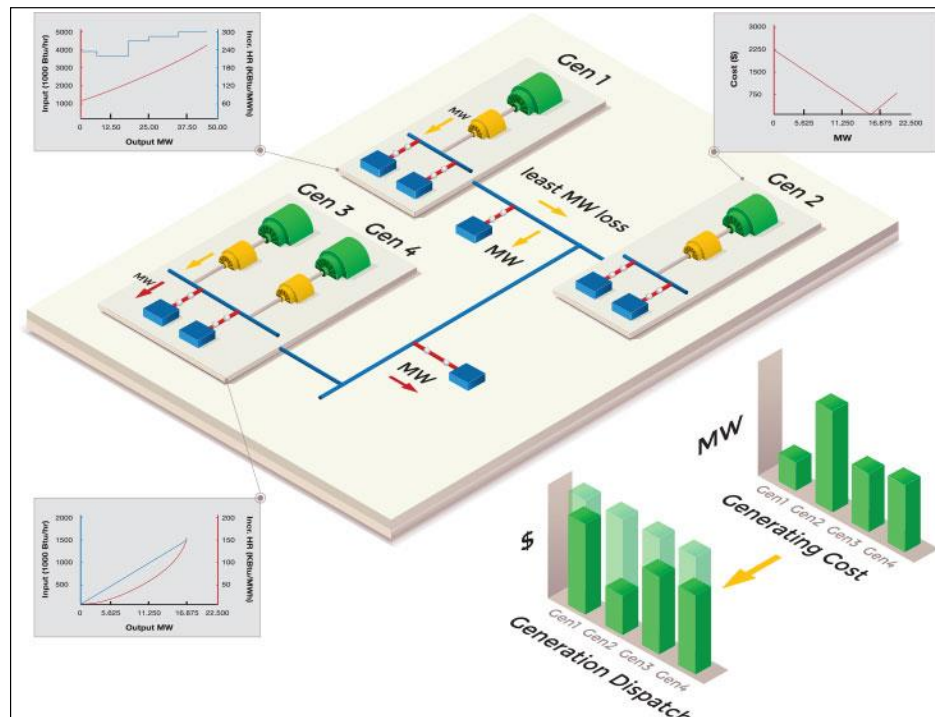 5000
4000
3000
2000
1000
Input (1000 Btu/hr)
300
240
180
120
60
Incr. HR (KBtu/MWh)
0 12.50 25.00 37.50 50.00
Output MW
3000
2250
1500
750
Cost ($)
0 5.625 11.250 16.875 22.500
MW
Gen 1
MW
least MW loss
MW
Gen 2
Gen 3
Gen 4
MW
MW
2000
1500
1000
500
Input (1000 Btu/hr)
200
150
100
50
0
Incr. HR (KBtu/MWh)
0 5.625 11.250 16.875 22.500
Output MW
MW
Gen1
Gen2
Gen3
Gen4
Generating Cost
$
Gen1
Gen2
Gen3
Gen4
Generation Dispatch